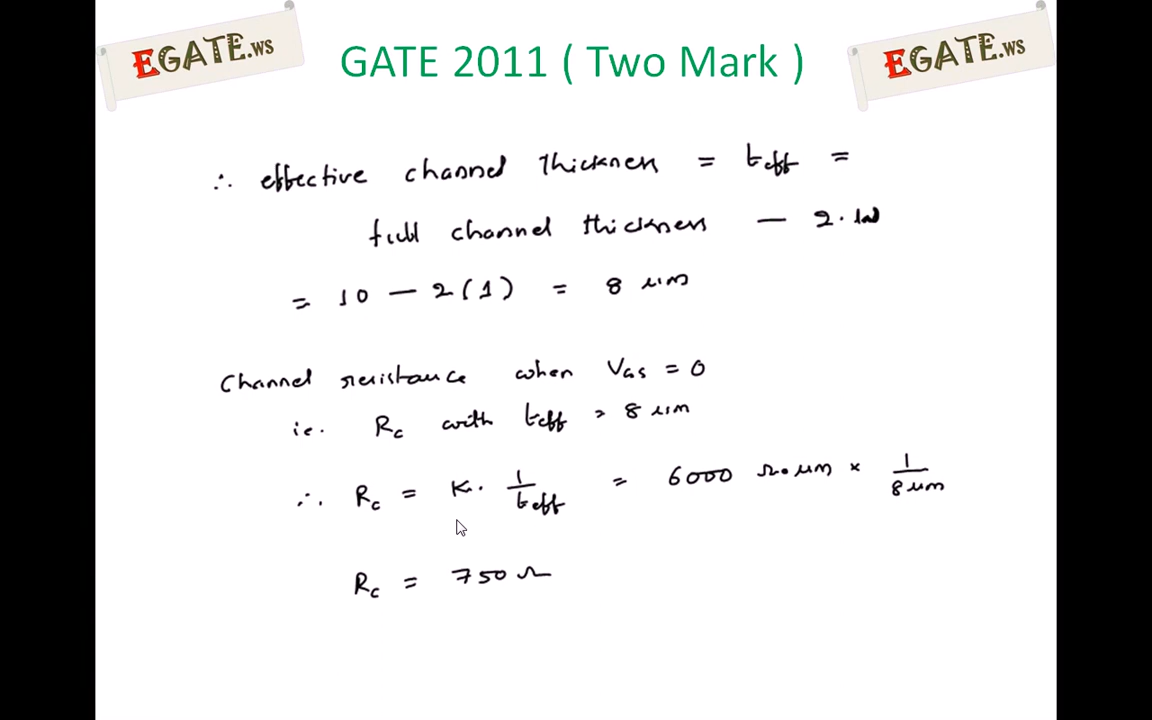 EGATE.ws
GATE 2011 ( Two Mark )
EGATE.ws
∴ effective channel thickness = teff =
full channel thickness — 2·W
= 10 — 2(1) = 8 μm
Channel resistance when VGS = 0
ie. Rc with teff = 8 μm
∴ Rc = K· 1/teff = 6000 Ω·μm × 1/8μm
Rc = 750 Ω